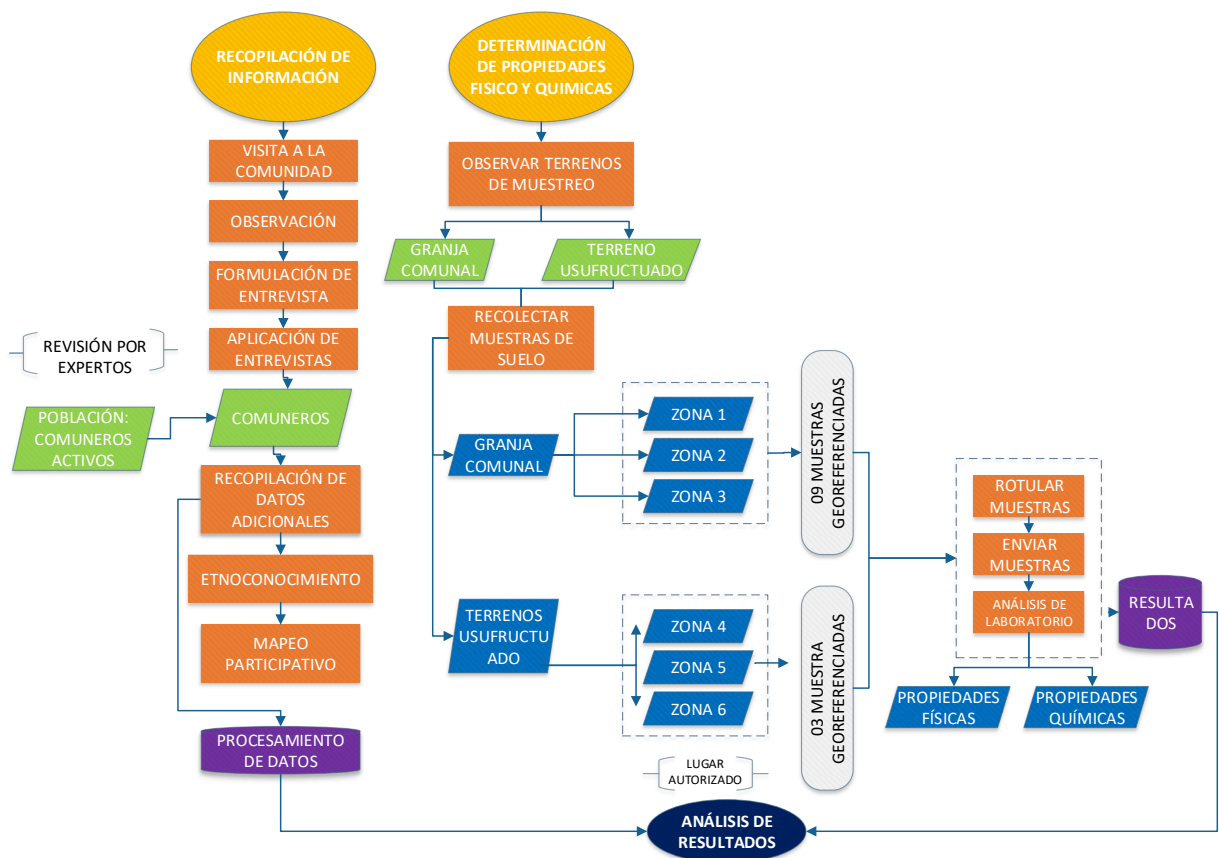 RECOPILACIÓN DE
INFORMACIÓN
VISITA A LA
COMUNIDAD
OBSERVACIÓN
FORMULACIÓN DE
ENTREVISTA
APLICACIÓN DE
ENTREVISTAS
REVISIÓN POR
EXPERTOS
POBLACIÓN:
COMUNEROS
ACTIVOS
COMUNEROS
RECOPILACIÓN DE
DATOS
ADICIONALES
ETNOCONOCIMIENTO
MAPEO
PARTICIPATIVO
PROCESAMIENTO
DE DATOS
DETERMINACIÓN
DE PROPIEDADES
FISICO Y QUIMICAS
OBSERVAR TERRENOS
DE MUESTREO
GRANJA
COMUNAL
TERRENO
USUFRUCTUADO
RECOLECTAR
MUESTRAS DE
SUELO
GRANJA
COMUNAL
ZONA 1
ZONA 2
ZONA 3
09 MUESTRAS
GEOREFERENCIADAS
TERRENOS
USUFRUCTU
ADO
ZONA 4
ZONA 5
ZONA 6
03 MUESTRA
GEOREFERENCIADAS
LUGAR
AUTORIZADO
ROTULAR
MUESTRAS
ENVIAR
MUESTRAS
ANÁLISIS DE
LABORATORIO
PROPIEDADES
FÍSICAS
PROPIEDADES
QUÍMICAS
RESULTA
DOS
ANÁLISIS DE
RESULTADOS